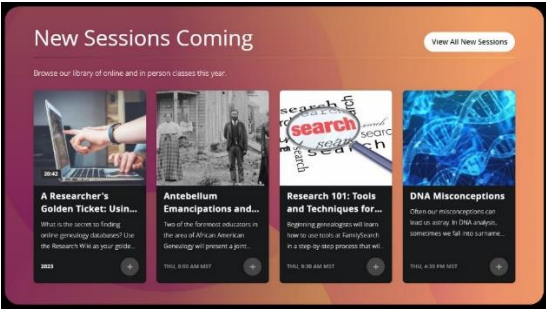 New Sessions Coming
View All New Sessions
Browse our library of online and in person classes this year.
20:42
A Researcher's
Golden Ticket: Usin...
What is the secret to finding
online genealogy databases? Use
the Research Wiki as your guide...
2023
Antebellum
Emancipations and...
Two of the foremost educators in
the area of African American
Genealogy will present a joint...
THU, 8:00 AM MST
search
search
search
search
Research 101: Tools
and Techniques for...
Beginning genealogists will learn
how to use tools at FamilySearch
in a step-by-step process that wil...
THU, 9:30 AM MST
DNA Misconceptions
Often our misconceptions can
lead us astray. In DNA analysis,
sometimes we fall into surname...
THU, 4:35 PM MST